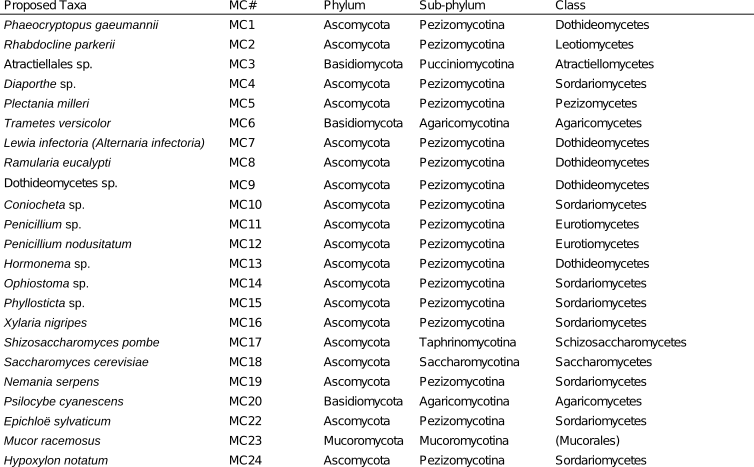 Proposed Taxa MC# Phylum Sub-phylum Class
Phaeocryptopus gaeumannii MC1 Ascomycota Pezizomycotina Dothideomycetes
Rhabdocline parkerii MC2 Ascomycota Pezizomycotina Leotiomycetes
Atractiellales sp. MC3 Basidiomycota Pucciniomycotina Atractiellomycetes
Diaporthe sp. MC4 Ascomycota Pezizomycotina Sordariomycetes
Plectania milleri MC5 Ascomycota Pezizomycotina Pezizomycetes
Trametes versicolor MC6 Basidiomycota Agaricomycotina Agaricomycetes
Lewia infectoria (Alternaria infectoria) MC7 Ascomycota Pezizomycotina Dothideomycetes
Ramularia eucalypti MC8 Ascomycota Pezizomycotina Dothideomycetes
Dothideomycetes sp. MC9 Ascomycota Pezizomycotina Dothideomycetes
Coniocheta sp. MC10 Ascomycota Pezizomycotina Sordariomycetes
Penicillium sp. MC11 Ascomycota Pezizomycotina Eurotiomycetes
Penicillium nodusitatum MC12 Ascomycota Pezizomycotina Eurotiomycetes
Hormonema sp. MC13 Ascomycota Pezizomycotina Dothideomycetes
Ophiostoma sp. MC14 Ascomycota Pezizomycotina Sordariomycetes
Phyllosticta sp. MC15 Ascomycota Pezizomycotina Sordariomycetes
Xylaria nigripes MC16 Ascomycota Pezizomycotina Sordariomycetes
Shizosaccharomyces pombe MC17 Ascomycota Taphrinomycotina Schizosaccharomycetes
Saccharomyces cerevisiae MC18 Ascomycota Saccharomycotina Saccharomycetes
Nemania serpens MC19 Ascomycota Pezizomycotina Sordariomycetes
Psilocybe cyanescens MC20 Basidiomycota Agaricomycotina Agaricomycetes
Epichloë sylvaticum MC22 Ascomycota Pezizomycotina Sordariomycetes
Mucor racemosus MC23 Mucoromycota Mucoromycotina (Mucorales)
Hypoxylon notatum MC24 Ascomycota Pezizomycotina Sordariomycetes